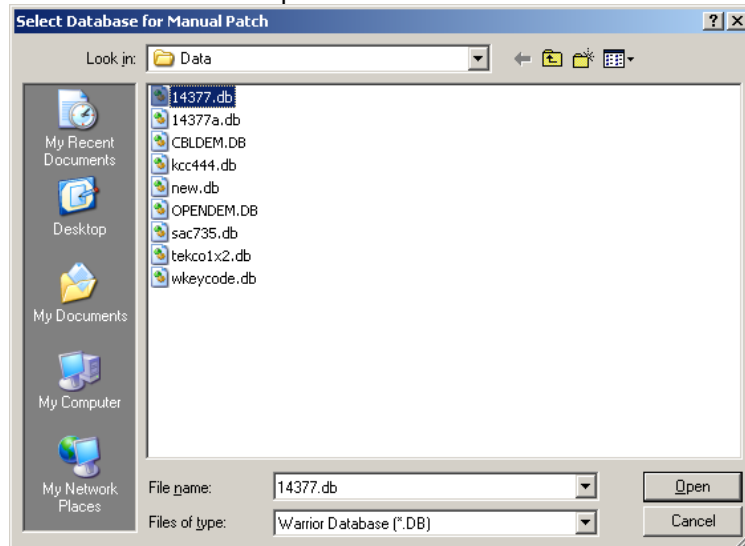 Select Database for Manual Patch
Look in:
Data
My Recent
Documents
Desktop
My Documents
My Computer
My Network
Places
14377.db
14377a.db
CBLDEM.DB
kcc444.db
new.db
OPENDEM.DB
sac735.db
tekco1x2.db
wkeycode.db
File name:
14377.db
Open
Files of type:
Warrior Database (*.DB)
Cancel